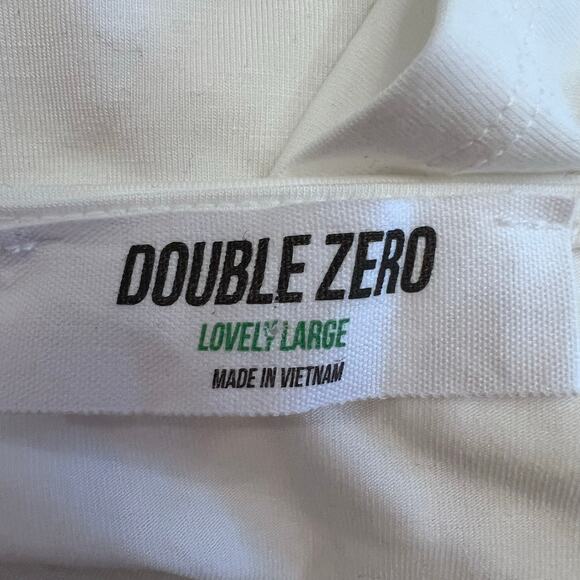 DOUBLE ZERO
LOVELY LARGE
MADE IN VIETNAM